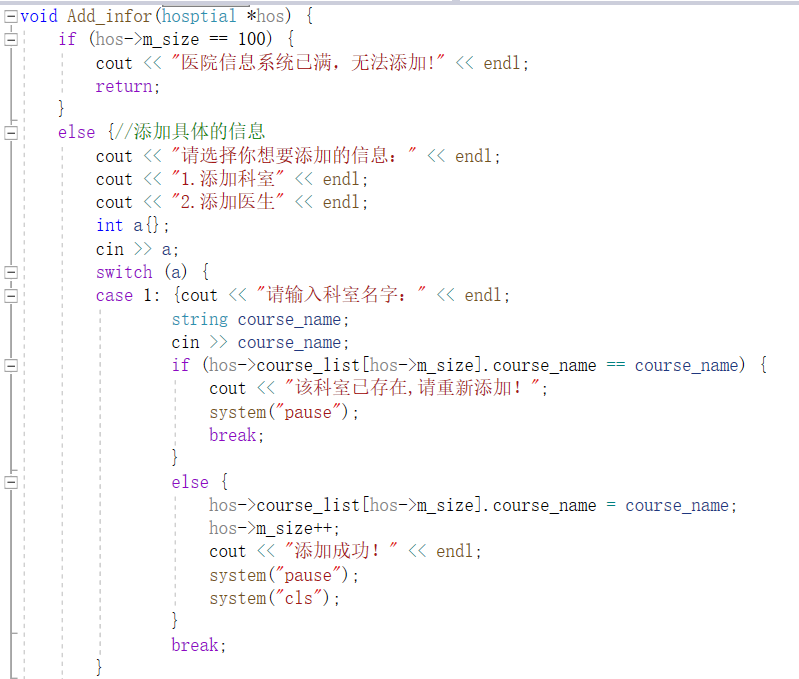 void Add_infor(hosptial *hos) {
    if (hos->m_size == 100) {
        cout << "医院信息系统已满，无法添加!" << endl;
        return;
    }
    else {//添加具体的信息
        cout << "请选择你想要添加的信息：" << endl;
        cout << "1.添加科室" << endl;
        cout << "2.添加医生" << endl;
        int a{};
        cin >> a;
        switch (a) {
        case 1: {cout << "请输入科室名字：" << endl;
                string course_name;
                cin >> course_name;
                if (hos->course_list[hos->m_size].course_name == course_name) {
                    cout << "该科室已存在,请重新添加！";
                    system("pause");
                    break;
                }
                else {
                    hos->course_list[hos->m_size].course_name = course_name;
                    hos->m_size++;
                    cout << "添加成功！" << endl;
                    system("pause");
                    system("cls");
                }
                break;
        }